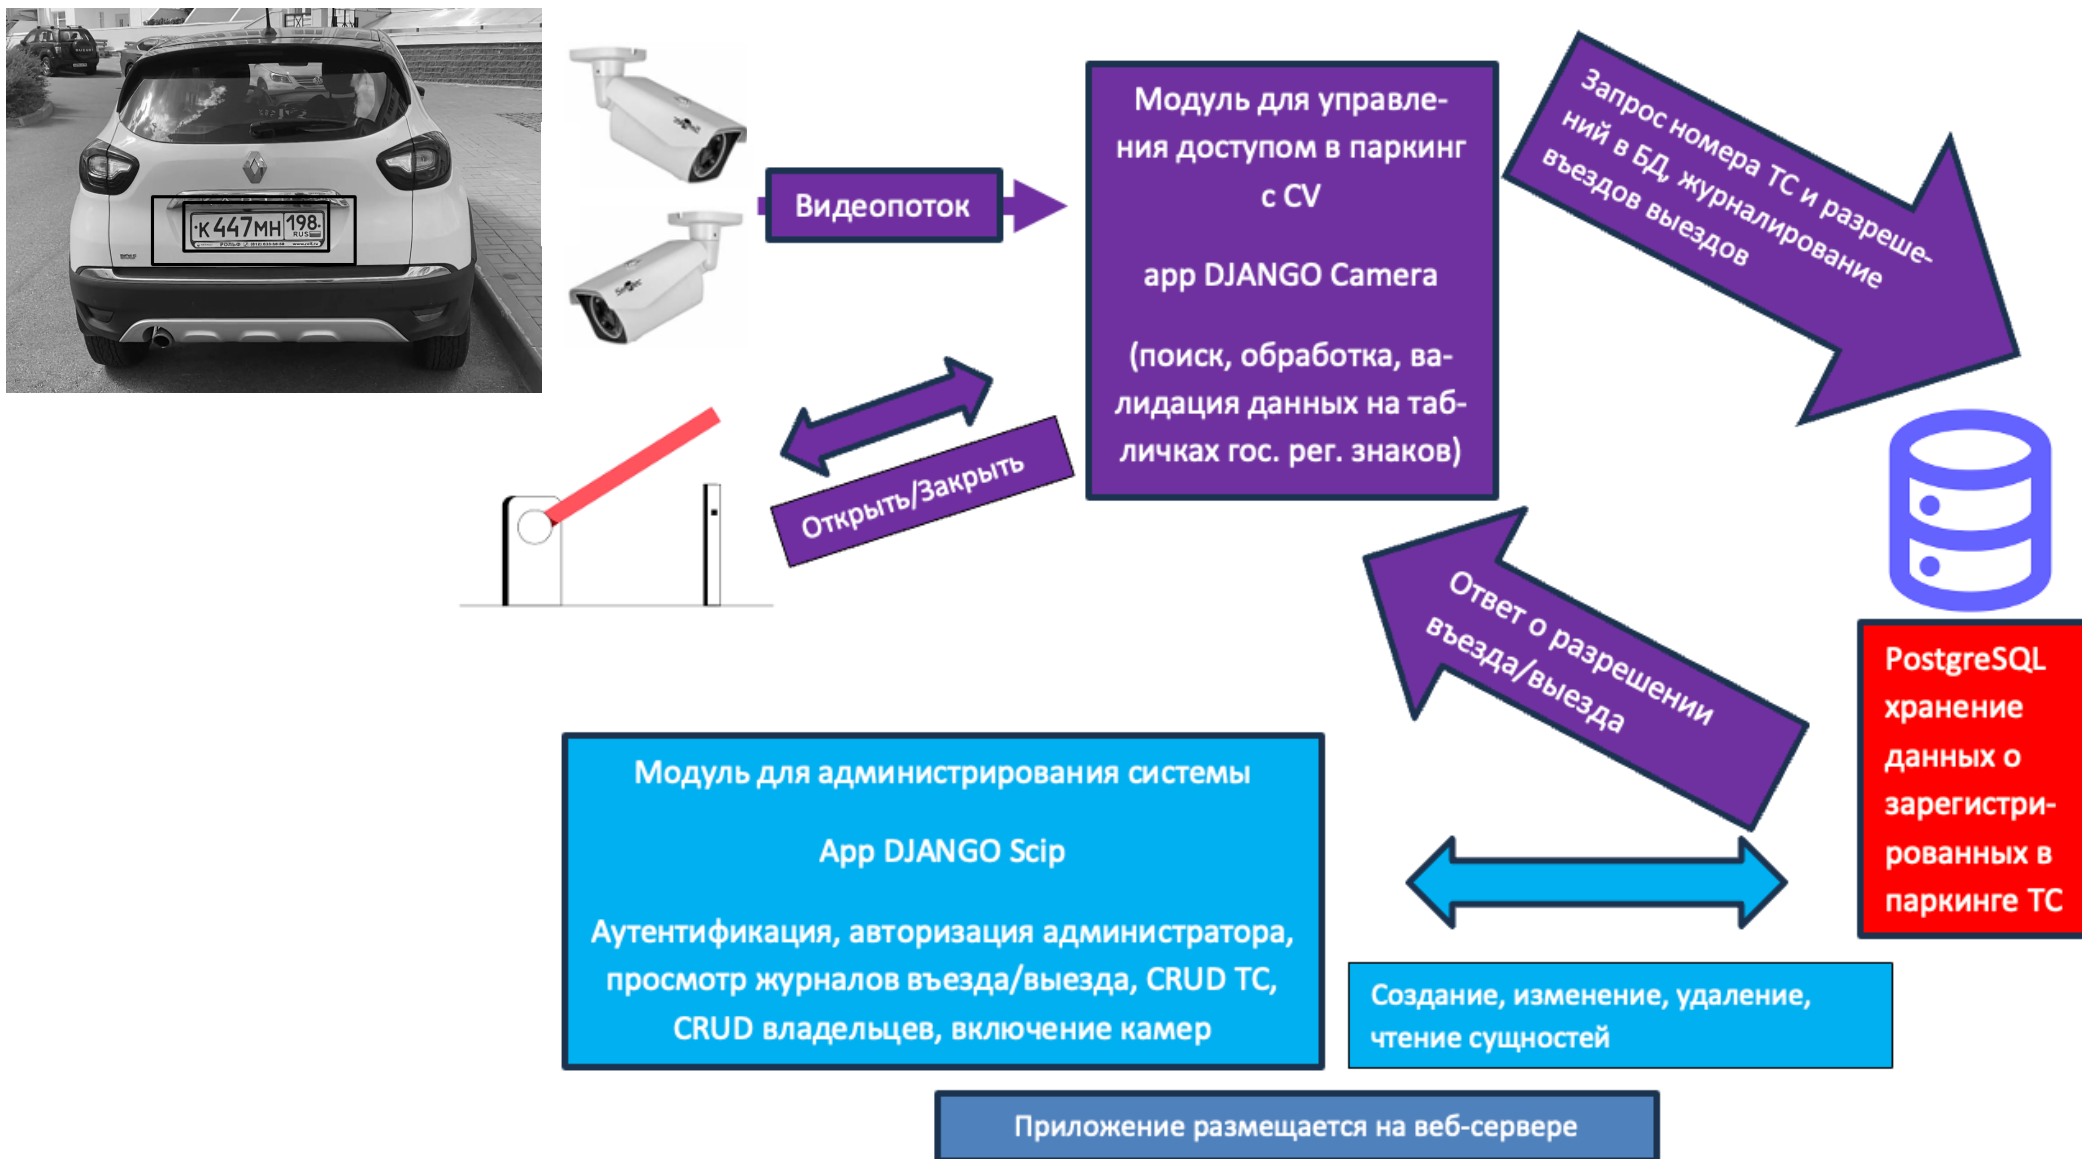 К447МН 198
RUS
Видеопоток
Модуль для управле-
ния доступом в паркинг
с CV
app DJANGO Camera
(поиск, обработка, ва-
лидация данных на таб-
личках гос. рег. знаков)
Запрос номера ТС и разреше-
ний в БД, журналирование
въездов выездов
Открыть/Закрыть
Ответ о разрешении
въезда/выезда
PostgreSQL
хранение
данных о
зарегистри-
рованных в
паркинге ТС
Модуль для администрирования системы
App DJANGO Scip
Аутентификация, авторизация администратора,
просмотр журналов въезда/выезда, CRUD ТС,
CRUD владельцев, включение камер
Создание, изменение, удаление,
чтение сущностей
Приложение размещается на веб-сервере